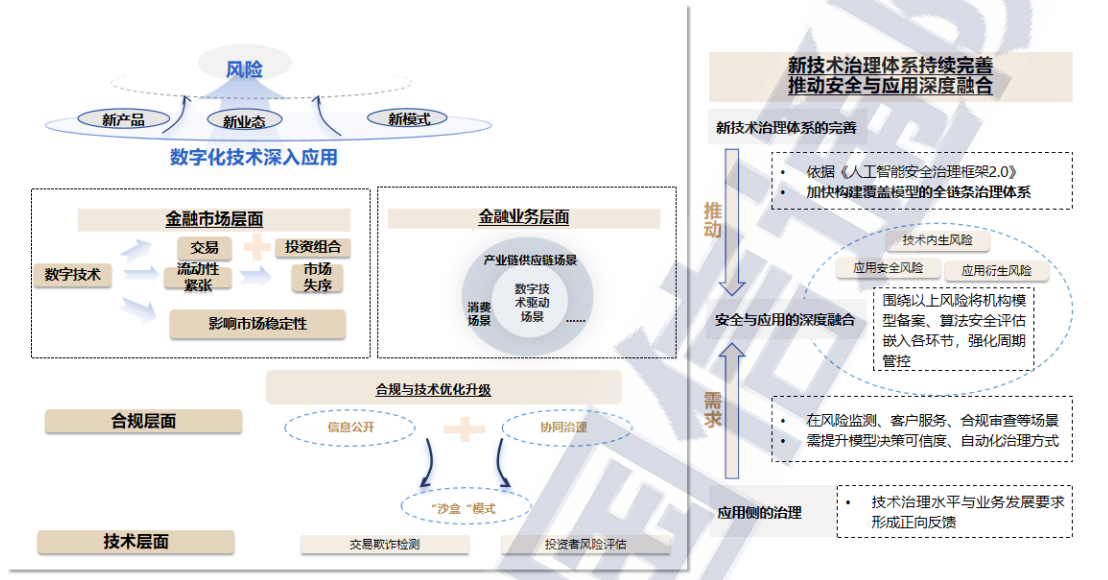 风险
新产品
新业态
新模式
数字化技术深入应用
金融市场层面
数字技术
交易
投资组合
流动性
紧张
市场
失序
影响市场稳定性
金融业务层面
产业链供应链场景
数字技
术驱动
场景
消费
场景
......
合规与技术优化升级
合规层面
信息公开
协同治理
“沙盒 “模式
技术层面
交易欺诈检测
投资者风险评估
新技术治理体系持续完善
推动安全与应用深度融合
新技术治理体系的完善
• 依据《人工智能安全治理框架2.0》
• 加快构建覆盖模型的全链条治理体系
推动
技术内生风险
应用安全风险
应用衍生风险
安全与应用的深度融合
围绕以上风险将机构模
型备案、算法安全评估
嵌入各环节，强化周期
管控
需求
• 在风险监测、客户服务、合规审查等场景
• 需提升模型决策可信度、自动化治理方式
应用侧的治理
• 技术治理水平与业务发展要求
形成正向反馈